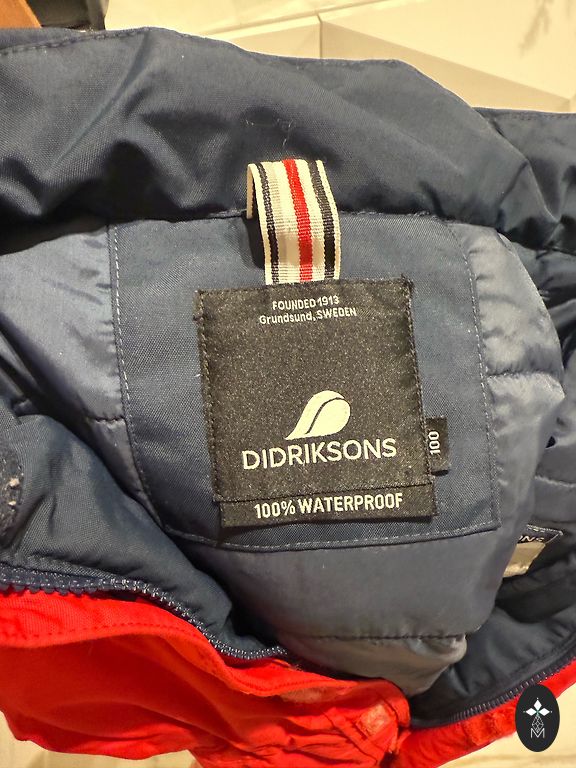 FOUNDED 1913
Grundsund, SWEDEN
DIDRIKSONS
100
100% WATERPROOF